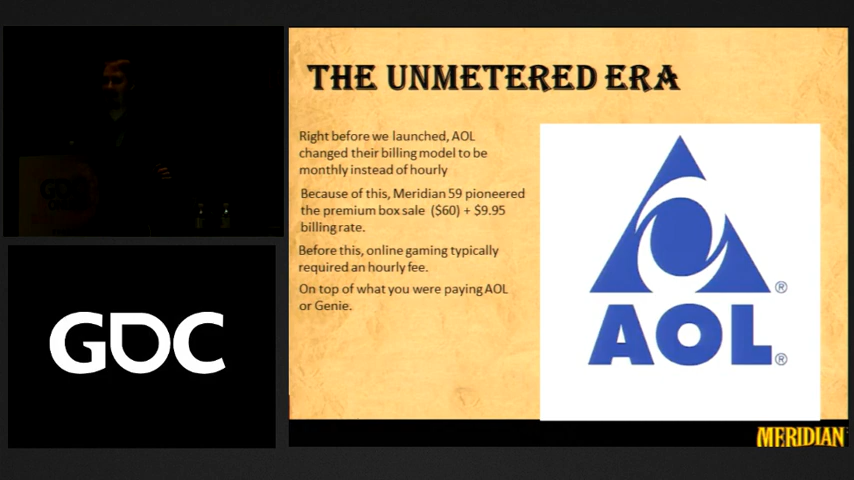 THE UNMETERED ERA
Right before we launched, AOL
changed their billing model to be
monthly instead of hourly
Because of this, Meridian 59 pioneered
the premium box sale ($60) + $9.95
billing rate.
Before this, online gaming typically
required an hourly fee.
On top of what you were paying AOL
or Genie.
®
AOL®
GDC
MERIDIAN